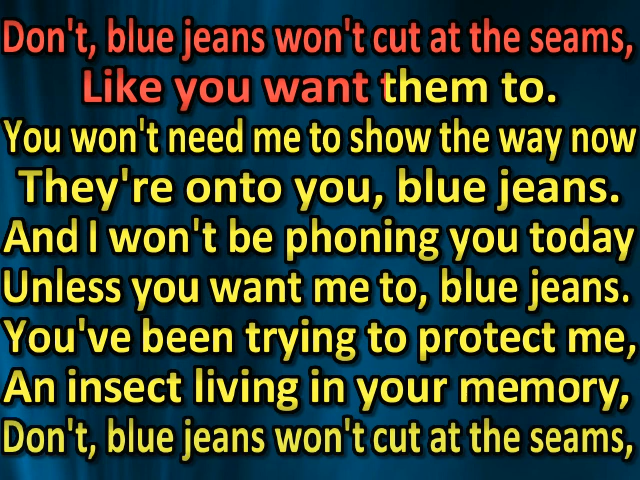 Don't, blue jeans won't cut at the seams,
Like you want them to.
You won't need me to show the way now
They're onto you, blue jeans.
And I won't be phoning you today
Unless you want me to, blue jeans.
You've been trying to protect me,
An insect living in your memory,
Don't, blue jeans won't cut at the seams,